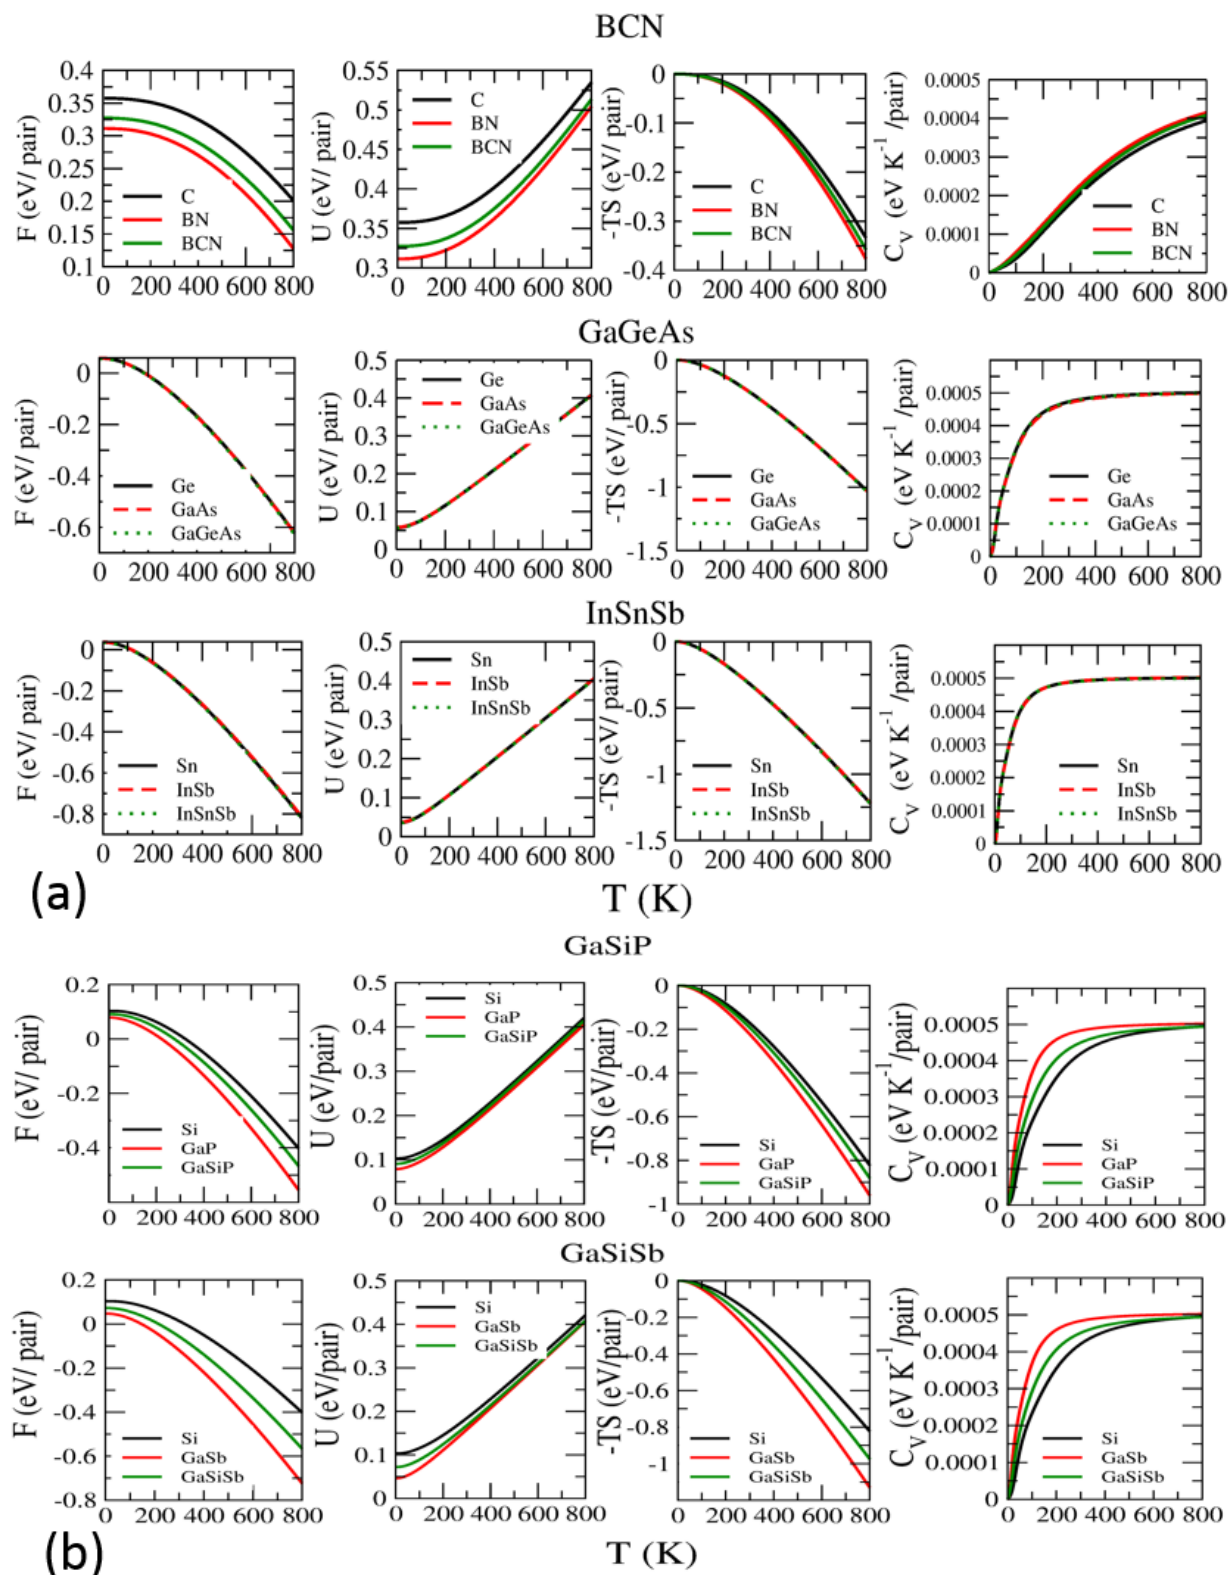 BCN
F (eV/ pair)
0.4
0.35
0.3
0.25
0.2
0.15
0.1
C
BN
BCN
0 200 400 600 800
U (eV/ pair)
0.55
0.5
0.45
0.4
0.35
0.3
C
BN
BCN
0 200 400 600 800
-TS (eV/ pair)
0
-0.1
-0.2
-0.3
-0.4
C
BN
BCN
0 200 400 600 800
C_V (eV K^-1 /pair)
0.0005
0.0004
0.0003
0.0002
0.0001
0
C
BN
BCN
0 200 400 600 800
GaGeAs
F (eV/ pair)
0
-0.2
-0.4
-0.6
Ge
GaAs
GaGeAs
0 200 400 600 800
U (eV/ pair)
0.5
0.4
0.3
0.2
0.1
0
Ge
GaAs
GaGeAs
0 200 400 600 800
-TS (eV/ pair)
0
-0.5
-1
-1.5
Ge
GaAs
GaGeAs
0 200 400 600 800
C_V (eV K^-1 /pair)
0.0005
0.0004
0.0003
0.0002
0.0001
0
Ge
GaAs
GaGeAs
0 200 400 600 800
InSnSb
F (eV/ pair)
0
-0.2
-0.4
-0.6
-0.8
Sn
InSb
InSnSb
0 200 400 600 800
U (eV/ pair)
0.5
0.4
0.3
0.2
0.1
0
Sn
InSb
InSnSb
0 200 400 600 800
-TS (eV/ pair)
0
-0.5
-1
-1.5
Sn
InSb
InSnSb
0 200 400 600 800
C_V (eV K^-1 /pair)
0.0005
0.0004
0.0003
0.0002
0.0001
0
Sn
InSb
InSnSb
0 200 400 600 800
(a)
T (K)
GaSiP
F (eV/pair)
0.2
0
-0.2
-0.4
Si
GaP
GaSiP
0 200 400 600 800
U (eV/pair)
0.5
0.4
0.3
0.2
0.1
0
Si
GaP
GaSiP
0 200 400 600 800
-TS (eV/pair)
0
-0.2
-0.4
-0.6
-0.8
-1
Si
GaP
GaSiP
0 200 400 600 800
C_V (eV K^-1/pair)
0.0005
0.0004
0.0003
0.0002
0.0001
0
Si
GaP
GaSiP
0 200 400 600 800
GaSiSb
F (eV/pair)
0.2
0
-0.2
-0.4
-0.6
-0.8
Si
GaSb
GaSiSb
0 200 400 600 800
U (eV/pair)
0.5
0.4
0.3
0.2
0.1
0
Si
GaSb
GaSiSb
0 200 400 600 800
-TS (eV/pair)
0
-0.2
-0.4
-0.6
-0.8
-1
Si
GaSb
GaSiSb
0 200 400 600 800
C_V (eV K^-1/pair)
0.0005
0.0004
0.0003
0.0002
0.0001
0
Si
GaSb
GaSiSb
0 200 400 600 800
(b)
T (K)